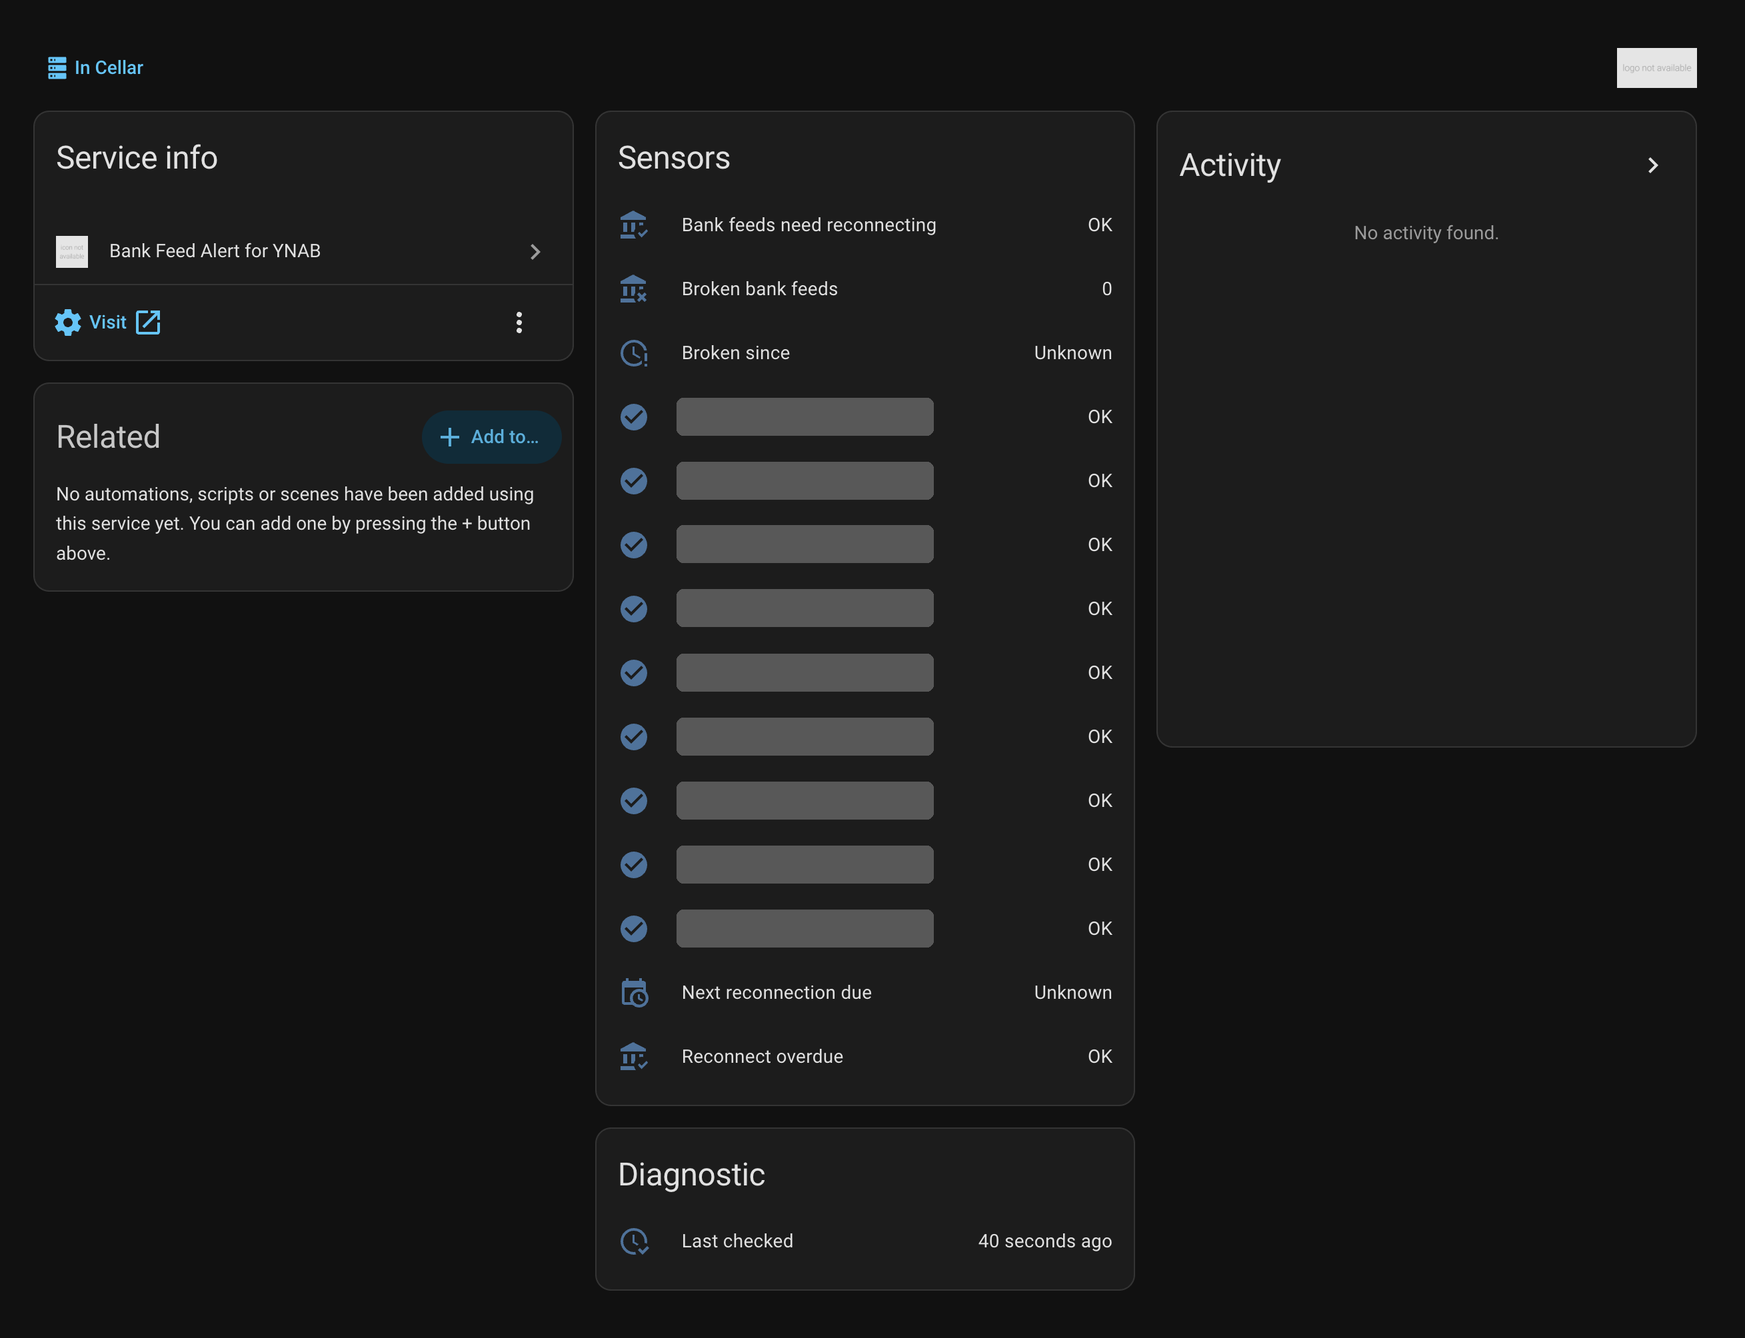 In Cellar
logo not available
Service info
icon not
available
Bank Feed Alert for YNAB
Visit
Related
Add to...
No automations, scripts or scenes have been added using
this service yet. You can add one by pressing the + button
above.
Sensors
Bank feeds need reconnecting OK
Broken bank feeds 0
Broken since Unknown
OK
OK
OK
OK
OK
OK
OK
OK
OK
Next reconnection due Unknown
Reconnect overdue OK
Diagnostic
Last checked 40 seconds ago
Activity
No activity found.